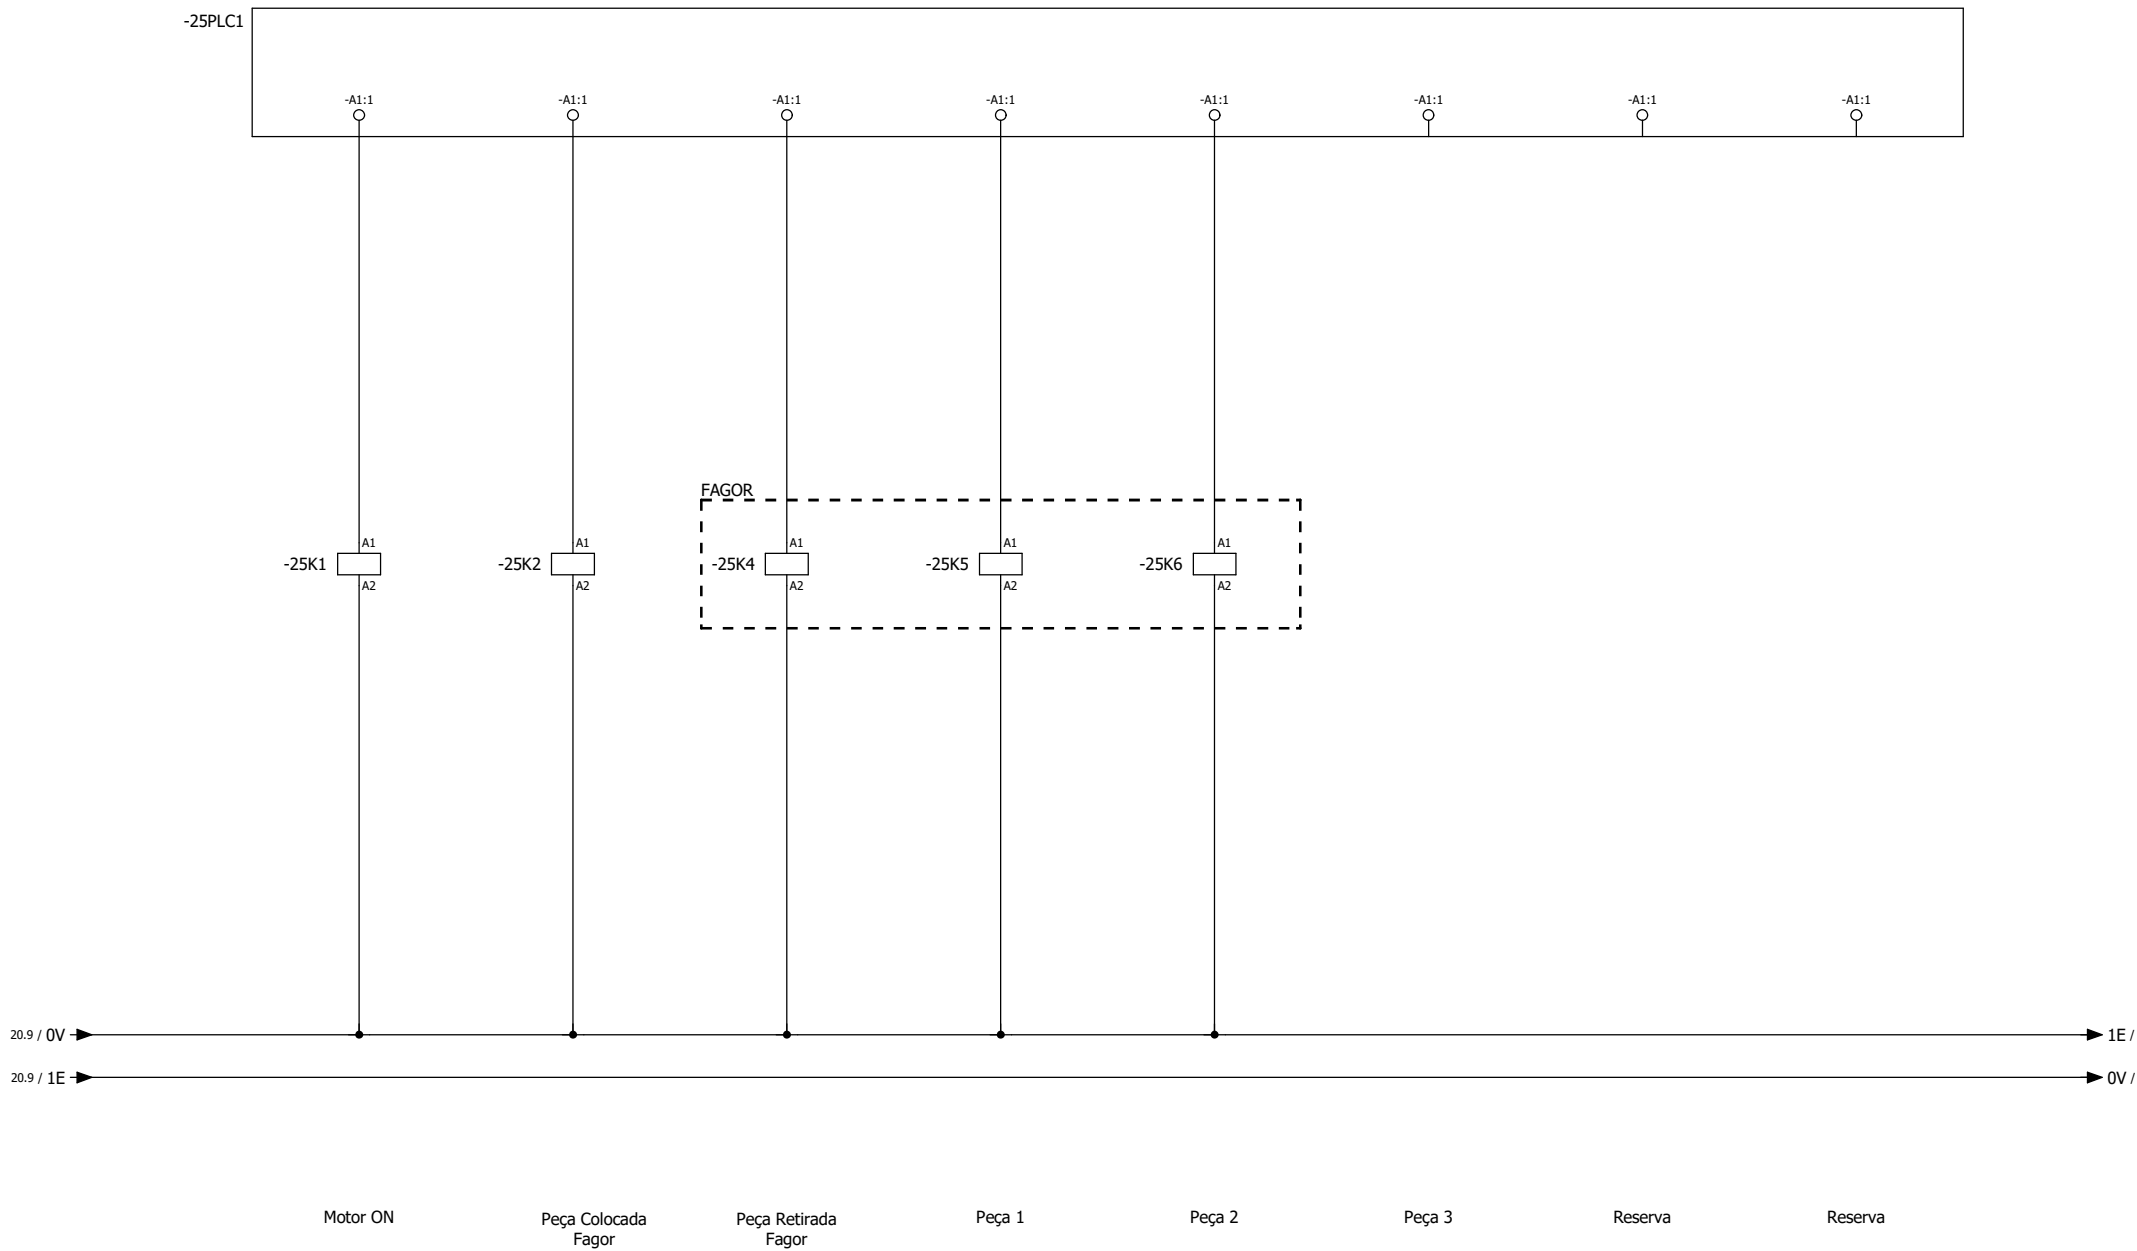 -25PLC1
-A1:1 -A1:1 -A1:1 -A1:1 -A1:1 -A1:1 -A1:1 -A1:1
FAGOR
A1 A1 A1 A1 A1
-25K1 -25K2 -25K4 -25K5 -25K6
A2 A2 A2 A2 A2
20.9 / 0V 1E /
20.9 / 1E 0V /
Motor ON Peça Colocada Peça Retirada Peça 1 Peça 2 Peça 3 Reserva Reserva
Fagor Fagor